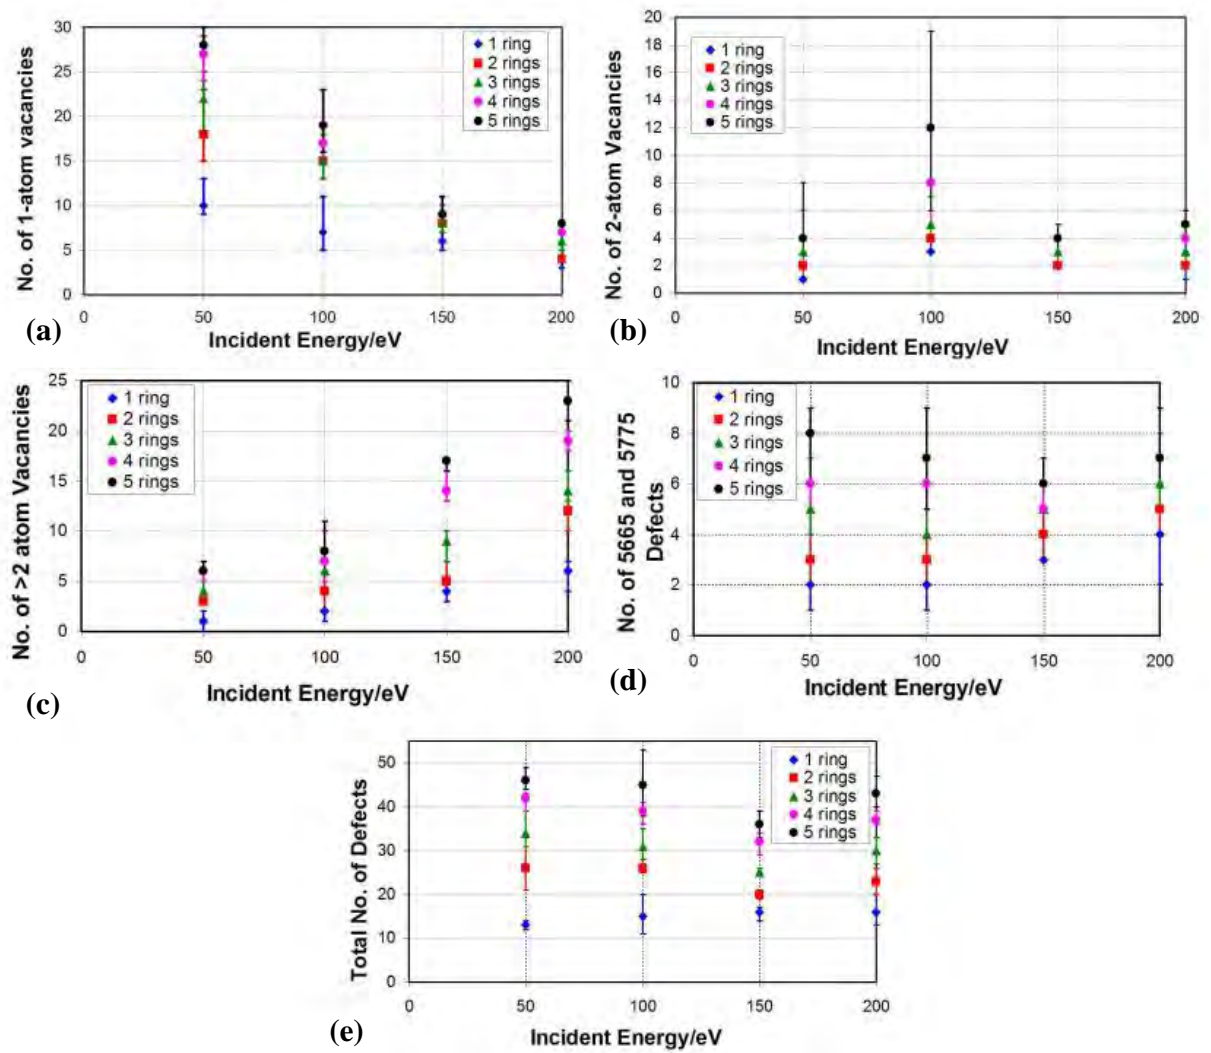 No. of 1-atom vacancies
30
25
20
15
10
5
0
0 50 100 150 200
1 ring
2 rings
3 rings
4 rings
5 rings
(a)
Incident Energy/eV
No. of 2-atom Vacancies
20
18
16
14
12
10
8
6
4
2
0
0 50 100 150 200
1 ring
2 rings
3 rings
4 rings
5 rings
(b)
Incident Energy/eV
No. of >2 atom Vacancies
25
20
15
10
5
0
0 50 100 150 200
1 ring
2 rings
3 rings
4 rings
5 rings
(c)
Incident Energy/eV
No. of 5665 and 5775
Defects
10
8
6
4
2
0
0 50 100 150 200
1 ring
2 rings
3 rings
4 rings
5 rings
(d)
Incident Energy/eV
Total No. of Defects
50
40
30
20
10
0
0 50 100 150 200
1 ring
2 rings
3 rings
4 rings
5 rings
(e)
Incident Energy/eV